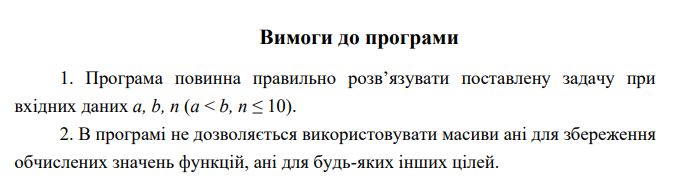 Вимоги до програми
1. Програма повинна правильно розв’язувати поставлену задачу при
вхідних даних a, b, n (a < b, n ≤ 10).
2. В програмі не дозволяється використовувати масиви ані для збереження
обчислених значень функцій, ані для будь-яких інших цілей.